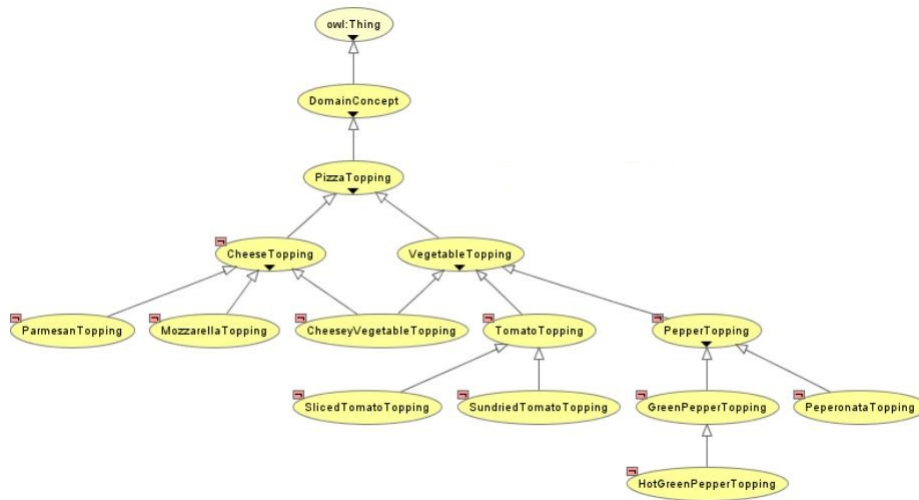 owl:Thing
DomainConcept
PizzaTopping
CheeseTopping
VegetableTopping
ParmesanTopping
MozzarellaTopping
CheeseyVegetableTopping
TomatoTopping
PepperTopping
SlicedTomatoTopping
SundriedTomatoTopping
GreenPepperTopping
PeperonataTopping
HotGreenPepperTopping